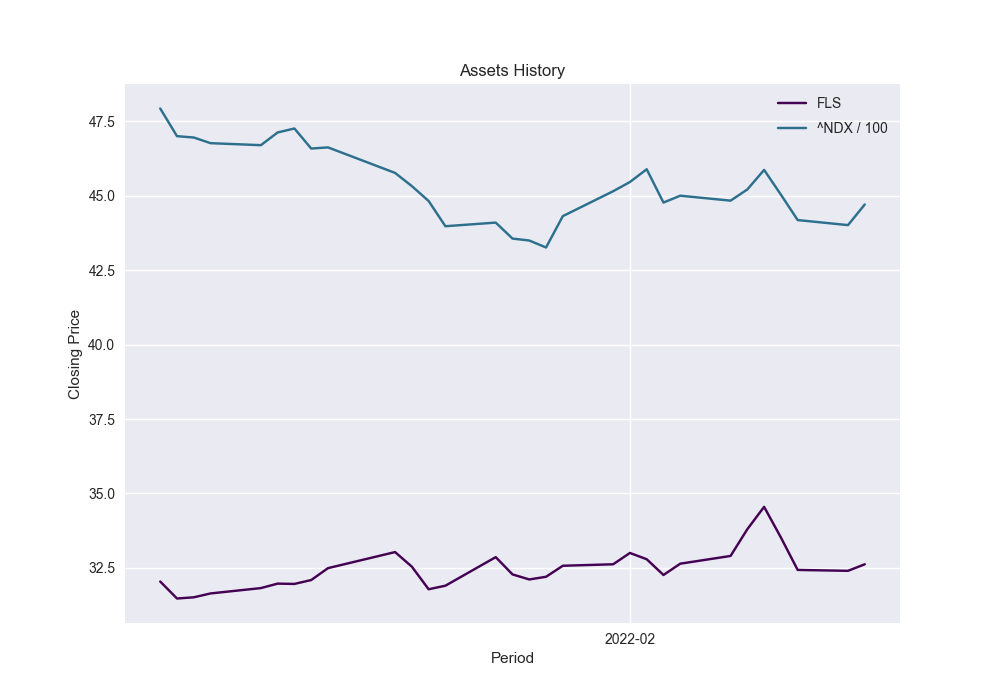 Assets History
FLS
^NDX / 100
47.5
45.0
42.5
40.0
37.5
35.0
32.5
Closing Price
2022-02
Period